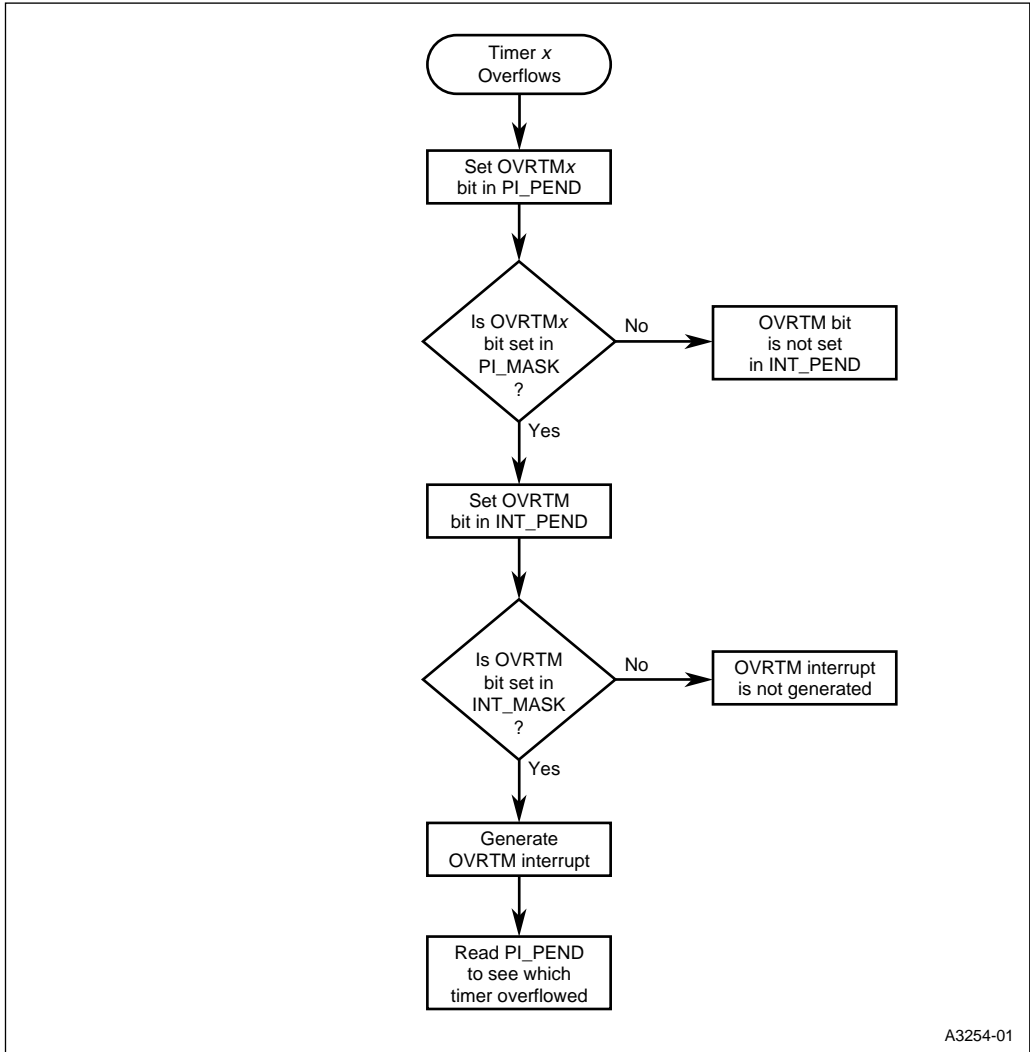 Timer x
Overflows
Set OVRTMx
bit in PI_PEND
Is OVRTMx
bit set in
PI_MASK
?
No
OVRTM bit
is not set
in INT_PEND
Yes
Set OVRTM
bit in INT_PEND
Is OVRTM
bit set in
INT_MASK
?
No
OVRTM interrupt
is not generated
Yes
Generate
OVRTM interrupt
Read PI_PEND
to see which
timer overflowed
A3254-01